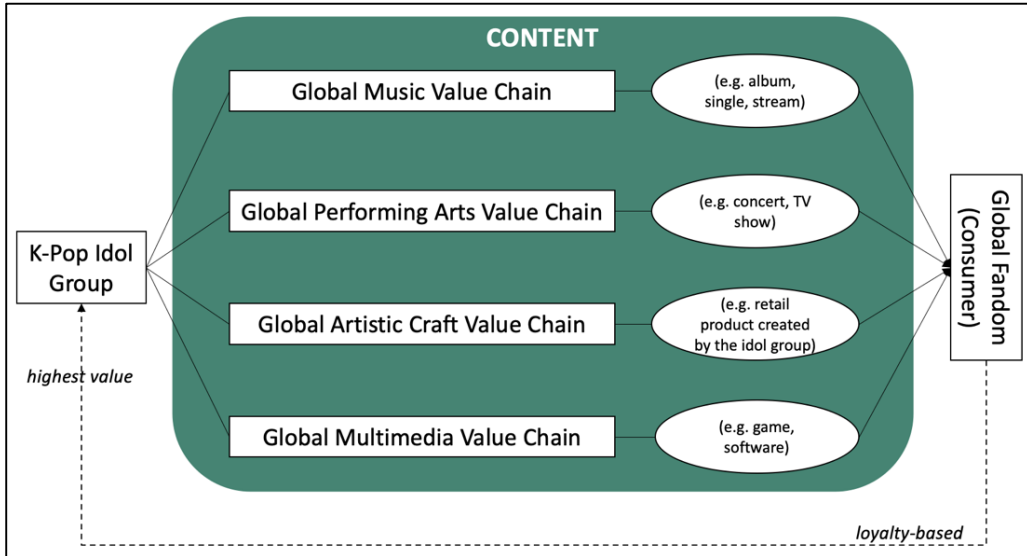 CONTENT
Global Music Value Chain
(e.g. album,
single, stream)
Global Performing Arts Value Chain
(e.g. concert, TV
show)
K-Pop Idol
Group
Global Artistic Craft Value Chain
(e.g. retail
product created
by the idol group)
Global Multimedia Value Chain
(e.g. game,
software)
Global Fandom
(Consumer)
highest value
loyalty-based